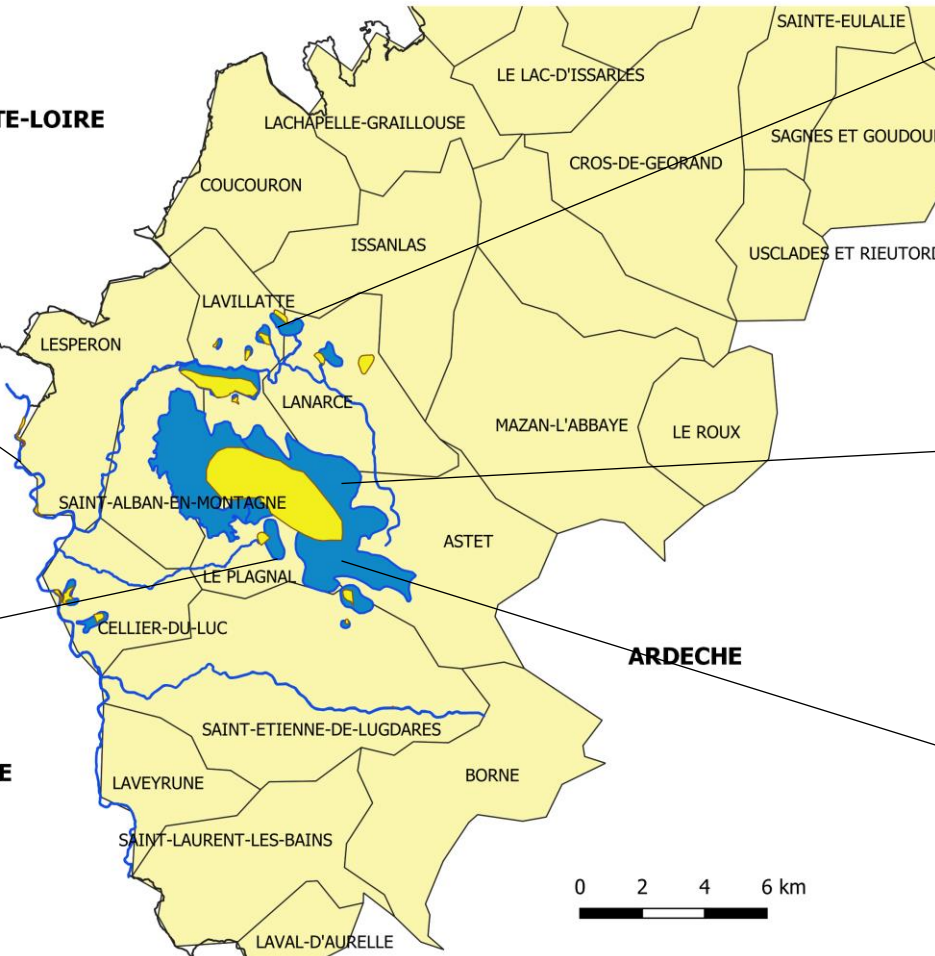 SAINTE-EULALIE
LE LAC-D'ISSARLES
TE-LOIRE
LACHAPELLE-GRAILLOUSE
SAGNES ET GOUDOU
CROS-DE-GEORAND
COUCOURON
ISSANLAS
USCLADES ET RIEUTORD
LAVILLATTE
LESPERON
LANARCE
MAZAN-L'ABBAYE
LE ROUX
SAINT-ALBAN-EN-MONTAGNE
ASTET
LE PLAGNAL
CELLIER-DU-LUC
ARDECHE
SAINT-ETIENNE-DE-LUGDARES
E
LAVEYRUNE
BORNE
SAINT-LAURENT-LES-BAINS
0 2 4 6 km
LAVAL-D'AURELLE